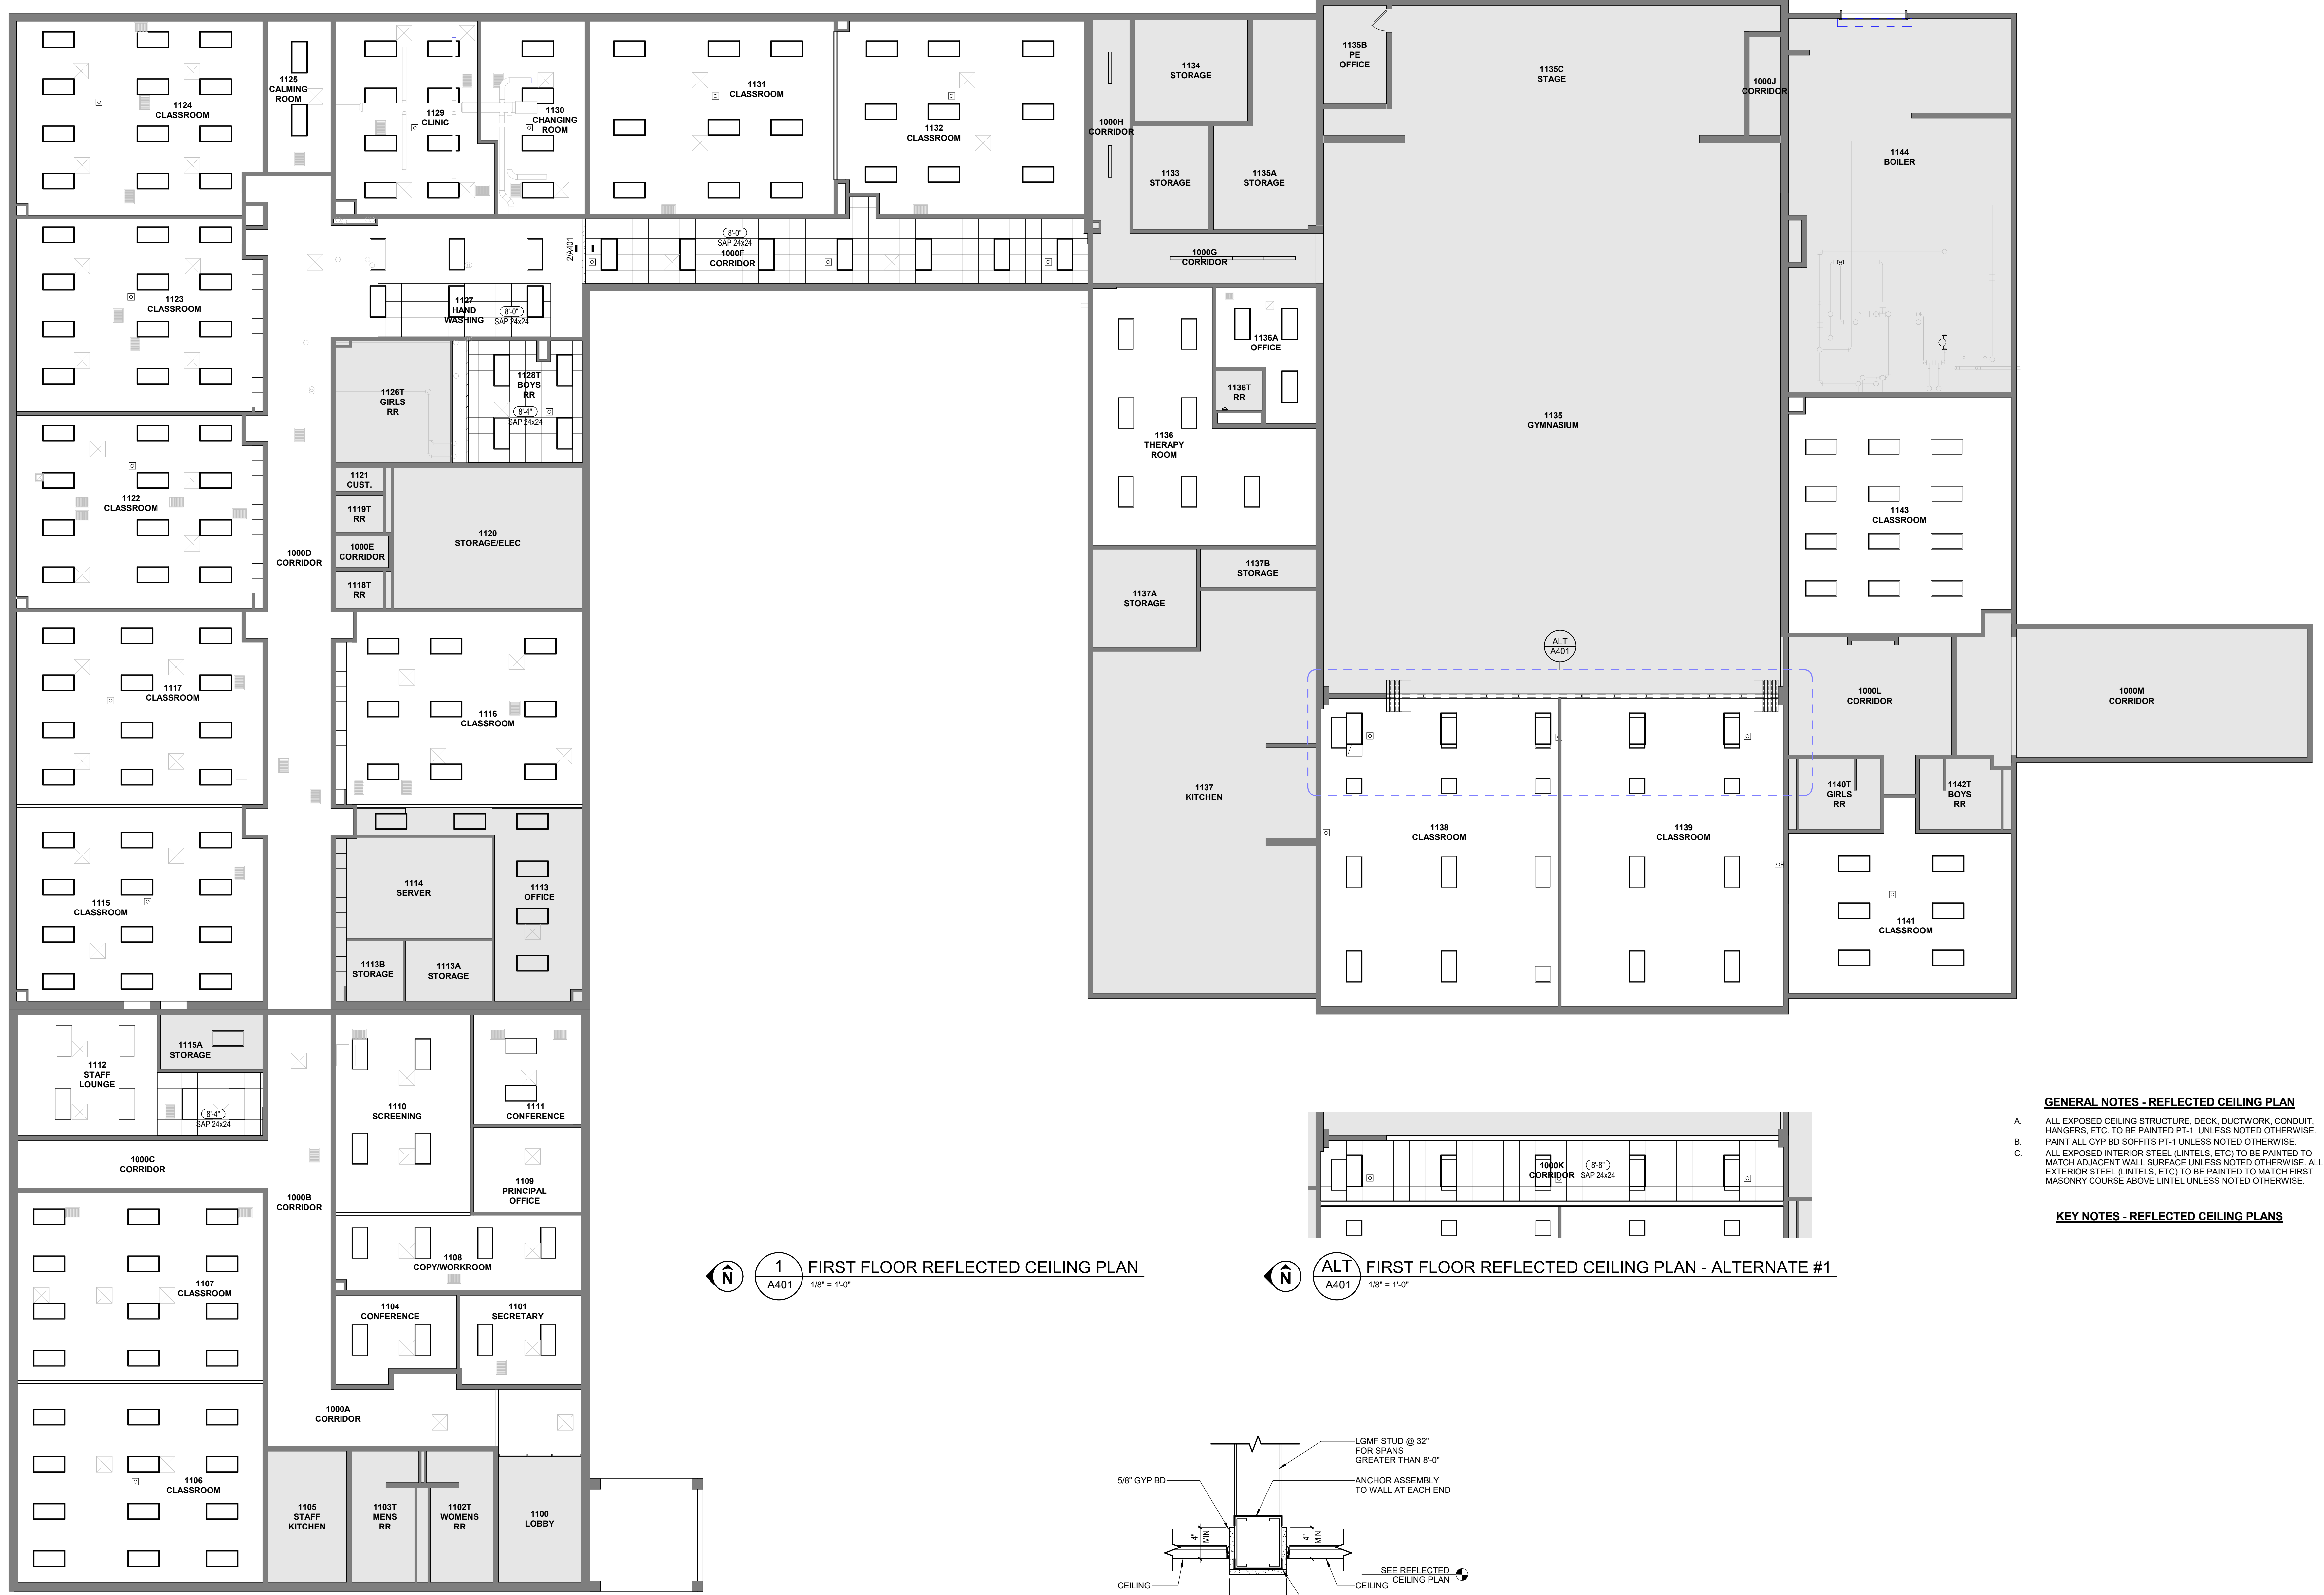 1124
CLASSROOM
1125
CALMING
ROOM
1129
CLINIC
1130
CHANGING
ROOM
1131
CLASSROOM
1132
CLASSROOM
1000H
CORRIDOR
1134
STORAGE
1133
STORAGE
1135A
STORAGE
1135B
PE
OFFICE
1135C
STAGE
1000J
CORRIDOR
1144
BOILER
1123
CLASSROOM
2/A401
8'-0"
SAP 24x24
1000F
CORRIDOR
1000G
CORRIDOR
1127
HAND
WASHING
8'-0"
SAP 24x24
1126T
GIRLS
RR
1128T
BOYS
RR
8'-4"
SAP 24x24
1136A
OFFICE
1136T
RR
1136
THERAPY
ROOM
1135
GYMNASIUM
1122
CLASSROOM
1121
CUST.
1119T
RR
1000E
CORRIDOR
1118T
RR
1120
STORAGE/ELEC
1000D
CORRIDOR
1137A
STORAGE
1137B
STORAGE
1143
CLASSROOM
ALT
A401
1117
CLASSROOM
1116
CLASSROOM
1000L
CORRIDOR
1000M
CORRIDOR
1137
KITCHEN
1138
CLASSROOM
1139
CLASSROOM
1140T
GIRLS
RR
1142T
BOYS
RR
1115
CLASSROOM
1114
SERVER
1113
OFFICE
1113B
STORAGE
1113A
STORAGE
1141
CLASSROOM
1112
STAFF
LOUNGE
1115A
STORAGE
8'-4"
SAP 24x24
1110
SCREENING
1111
CONFERENCE
1000C
CORRIDOR
1109
PRINCIPAL
OFFICE
1000B
CORRIDOR
1108
COPY/WORKROOM
1107
CLASSROOM
1104
CONFERENCE
1101
SECRETARY
1000A
CORRIDOR
1106
CLASSROOM
1105
STAFF
KITCHEN
1103T
MENS
RR
1102T
WOMENS
RR
1100
LOBBY
N
1
A401
FIRST FLOOR REFLECTED CEILING PLAN
1/8" = 1'-0"
1000K
CORRIDOR
8'-8"
SAP 24x24
N
ALT
A401
FIRST FLOOR REFLECTED CEILING PLAN - ALTERNATE #1
1/8" = 1'-0"
GENERAL NOTES - REFLECTED CEILING PLAN
A. ALL EXPOSED CEILING STRUCTURE, DECK, DUCTWORK, CONDUIT,
HANGERS, ETC. TO BE PAINTED PT-1 UNLESS NOTED OTHERWISE.
B. PAINT ALL GYP BD SOFFITS PT-1 UNLESS NOTED OTHERWISE.
C. ALL EXPOSED INTERIOR STEEL (LINTELS, ETC) TO BE PAINTED TO
MATCH ADJACENT WALL SURFACE UNLESS NOTED OTHERWISE. ALL
EXTERIOR STEEL (LINTELS, ETC) TO BE PAINTED TO MATCH FIRST
MASONRY COURSE ABOVE LINTEL UNLESS NOTED OTHERWISE.
KEY NOTES - REFLECTED CEILING PLANS
LGMF STUD @ 32"
FOR SPANS
GREATER THAN 8'-0"
5/8" GYP BD
ANCHOR ASSEMBLY
TO WALL AT EACH END
4"
MIN
4"
MIN
SEE REFLECTED
CEILING PLAN
CEILING
CEILING